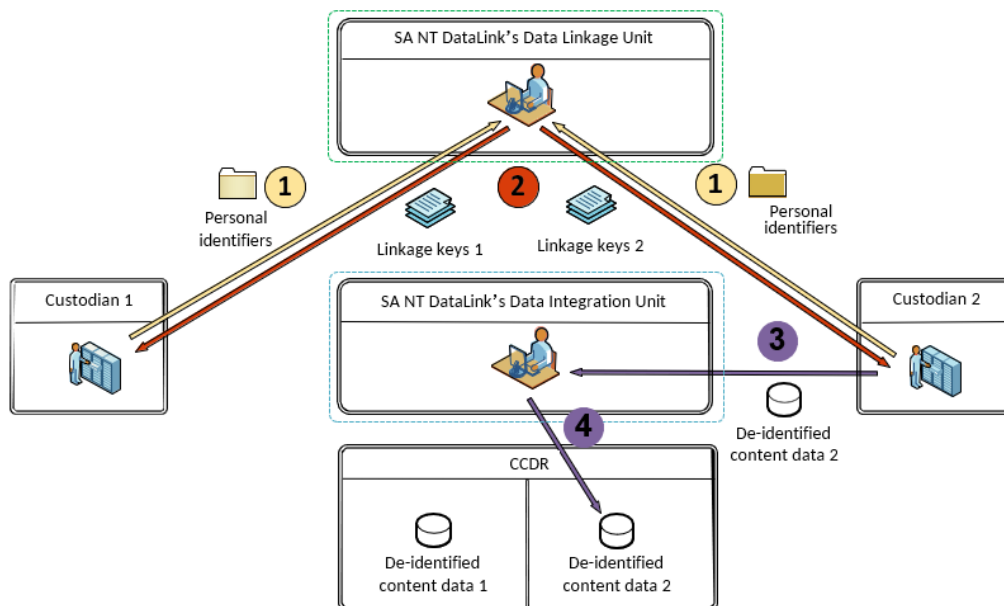 SA NT DataLink's Data Linkage Unit
1
Personal
identifiers
2
Linkage keys 1
Linkage keys 2
1
Personal
identifiers
Custodian 1
SA NT DataLink's Data Integration Unit
Custodian 2
3
De-identified
content data 2
4
CCDR
De-identified
content data 1
De-identified
content data 2